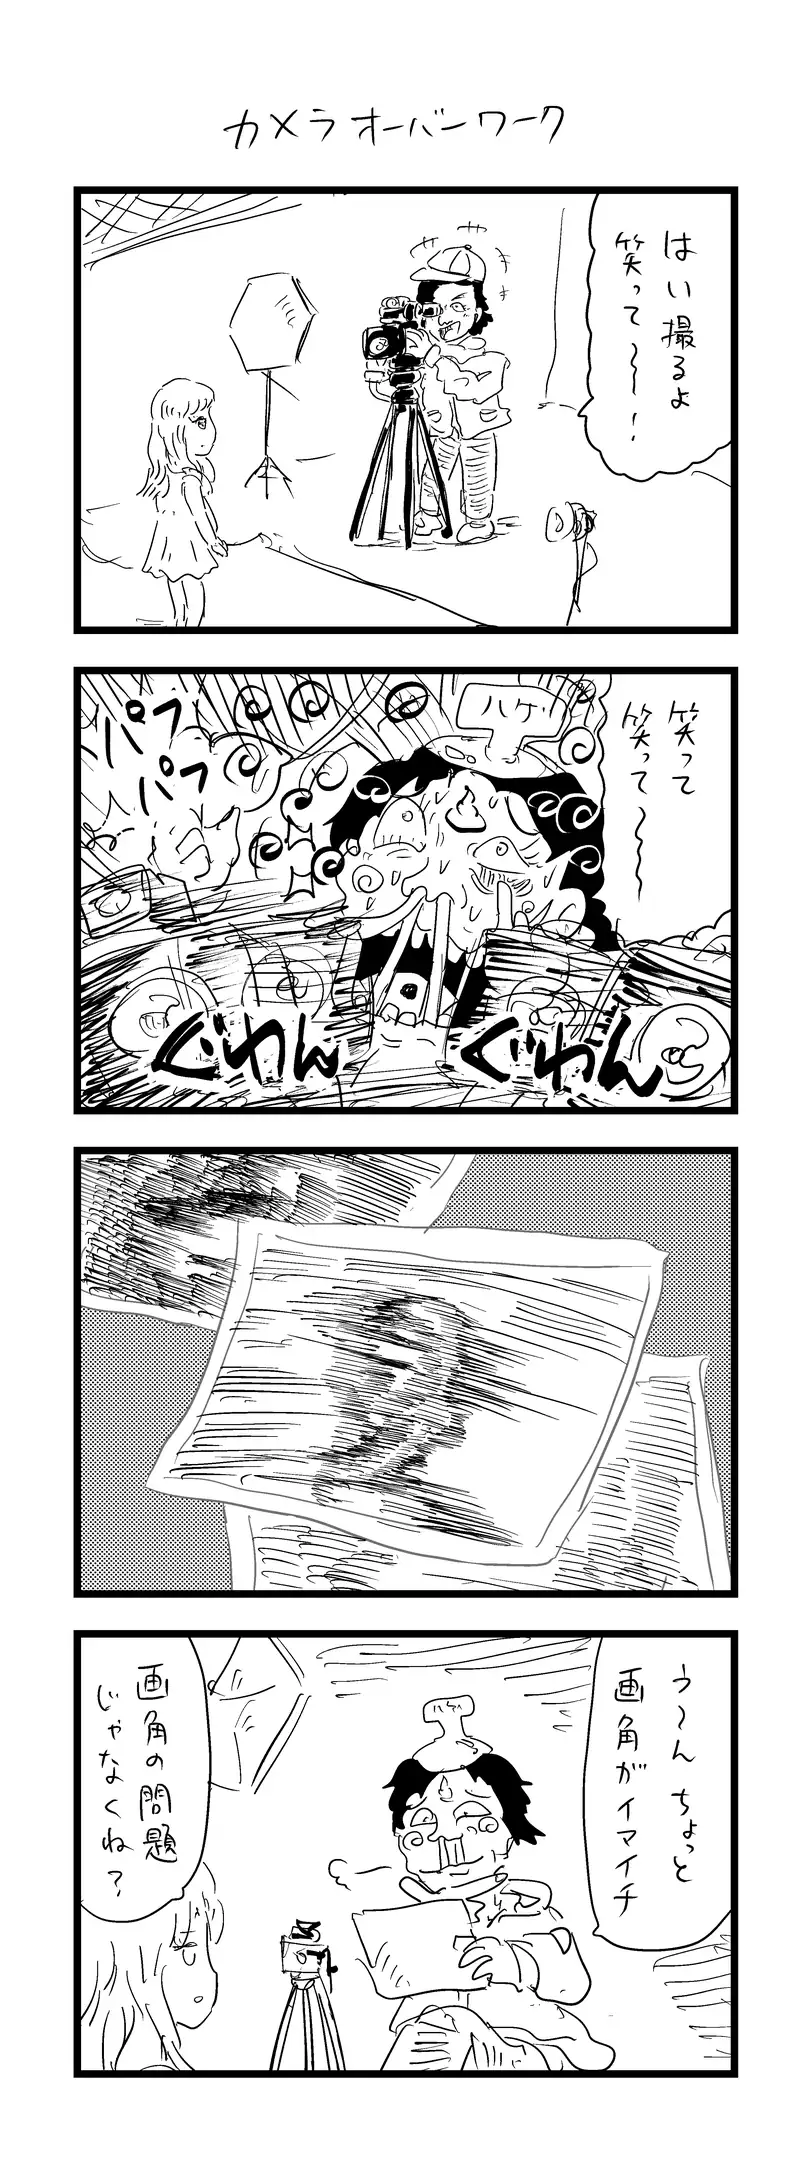 カメラオーバーワーク
はい撮るよ
笑って〜〜!
笑って
笑って〜〜
ハゲ
パフ
パフ
ぐわん
ぐわん
う〜ん ちょっと
画角がイマイチ
ハゲ
画角の問題
じゃなくね?